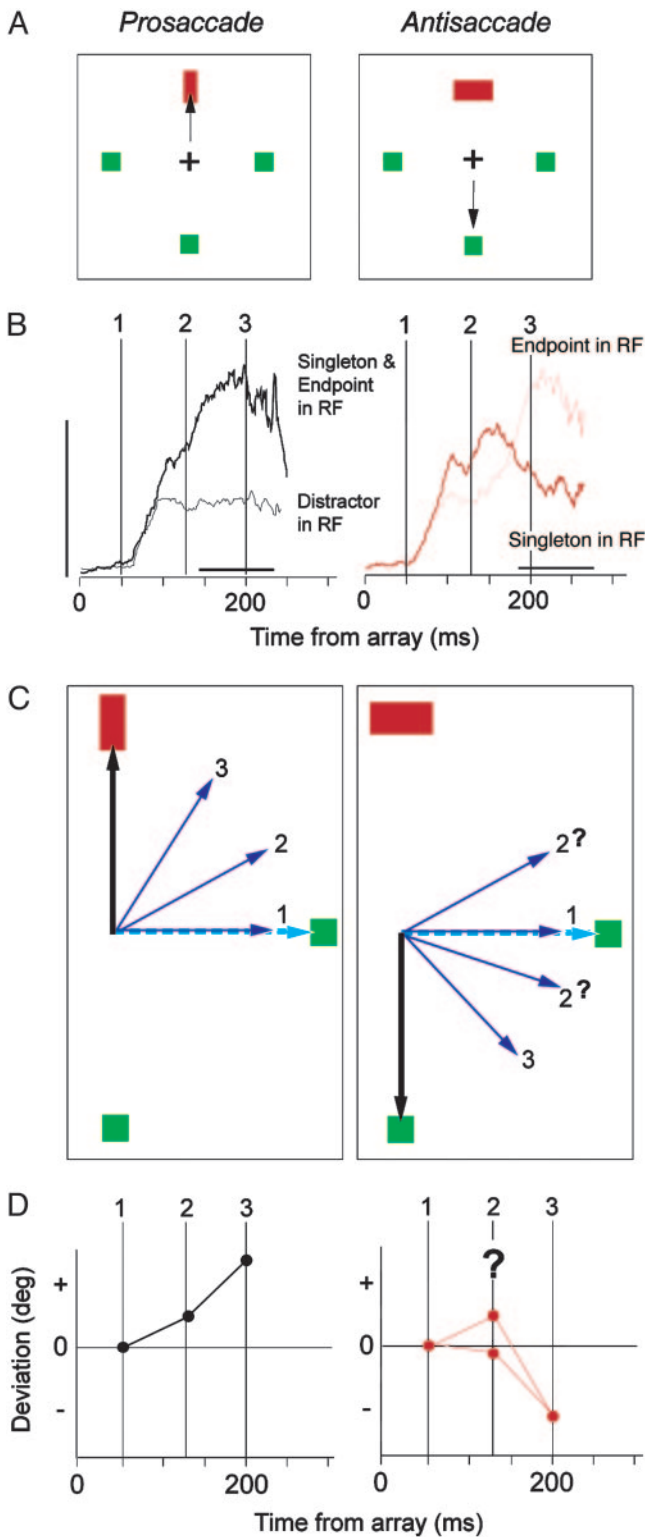 A
Prosaccade Antisaccade
+ +
B
1 2 3 1 2 3
Singleton &
Endpoint
in RF
Distractor
in RF
Endpoint in RF
Singleton in RF
0 200 0 200
Time from array (ms)
C
3
2
1
2?
1
2?
3
D
1 2 3 1 2 3
?
Deviation (deg)
+ +
0 0
- -
0 200 0 200
Time from array (ms)